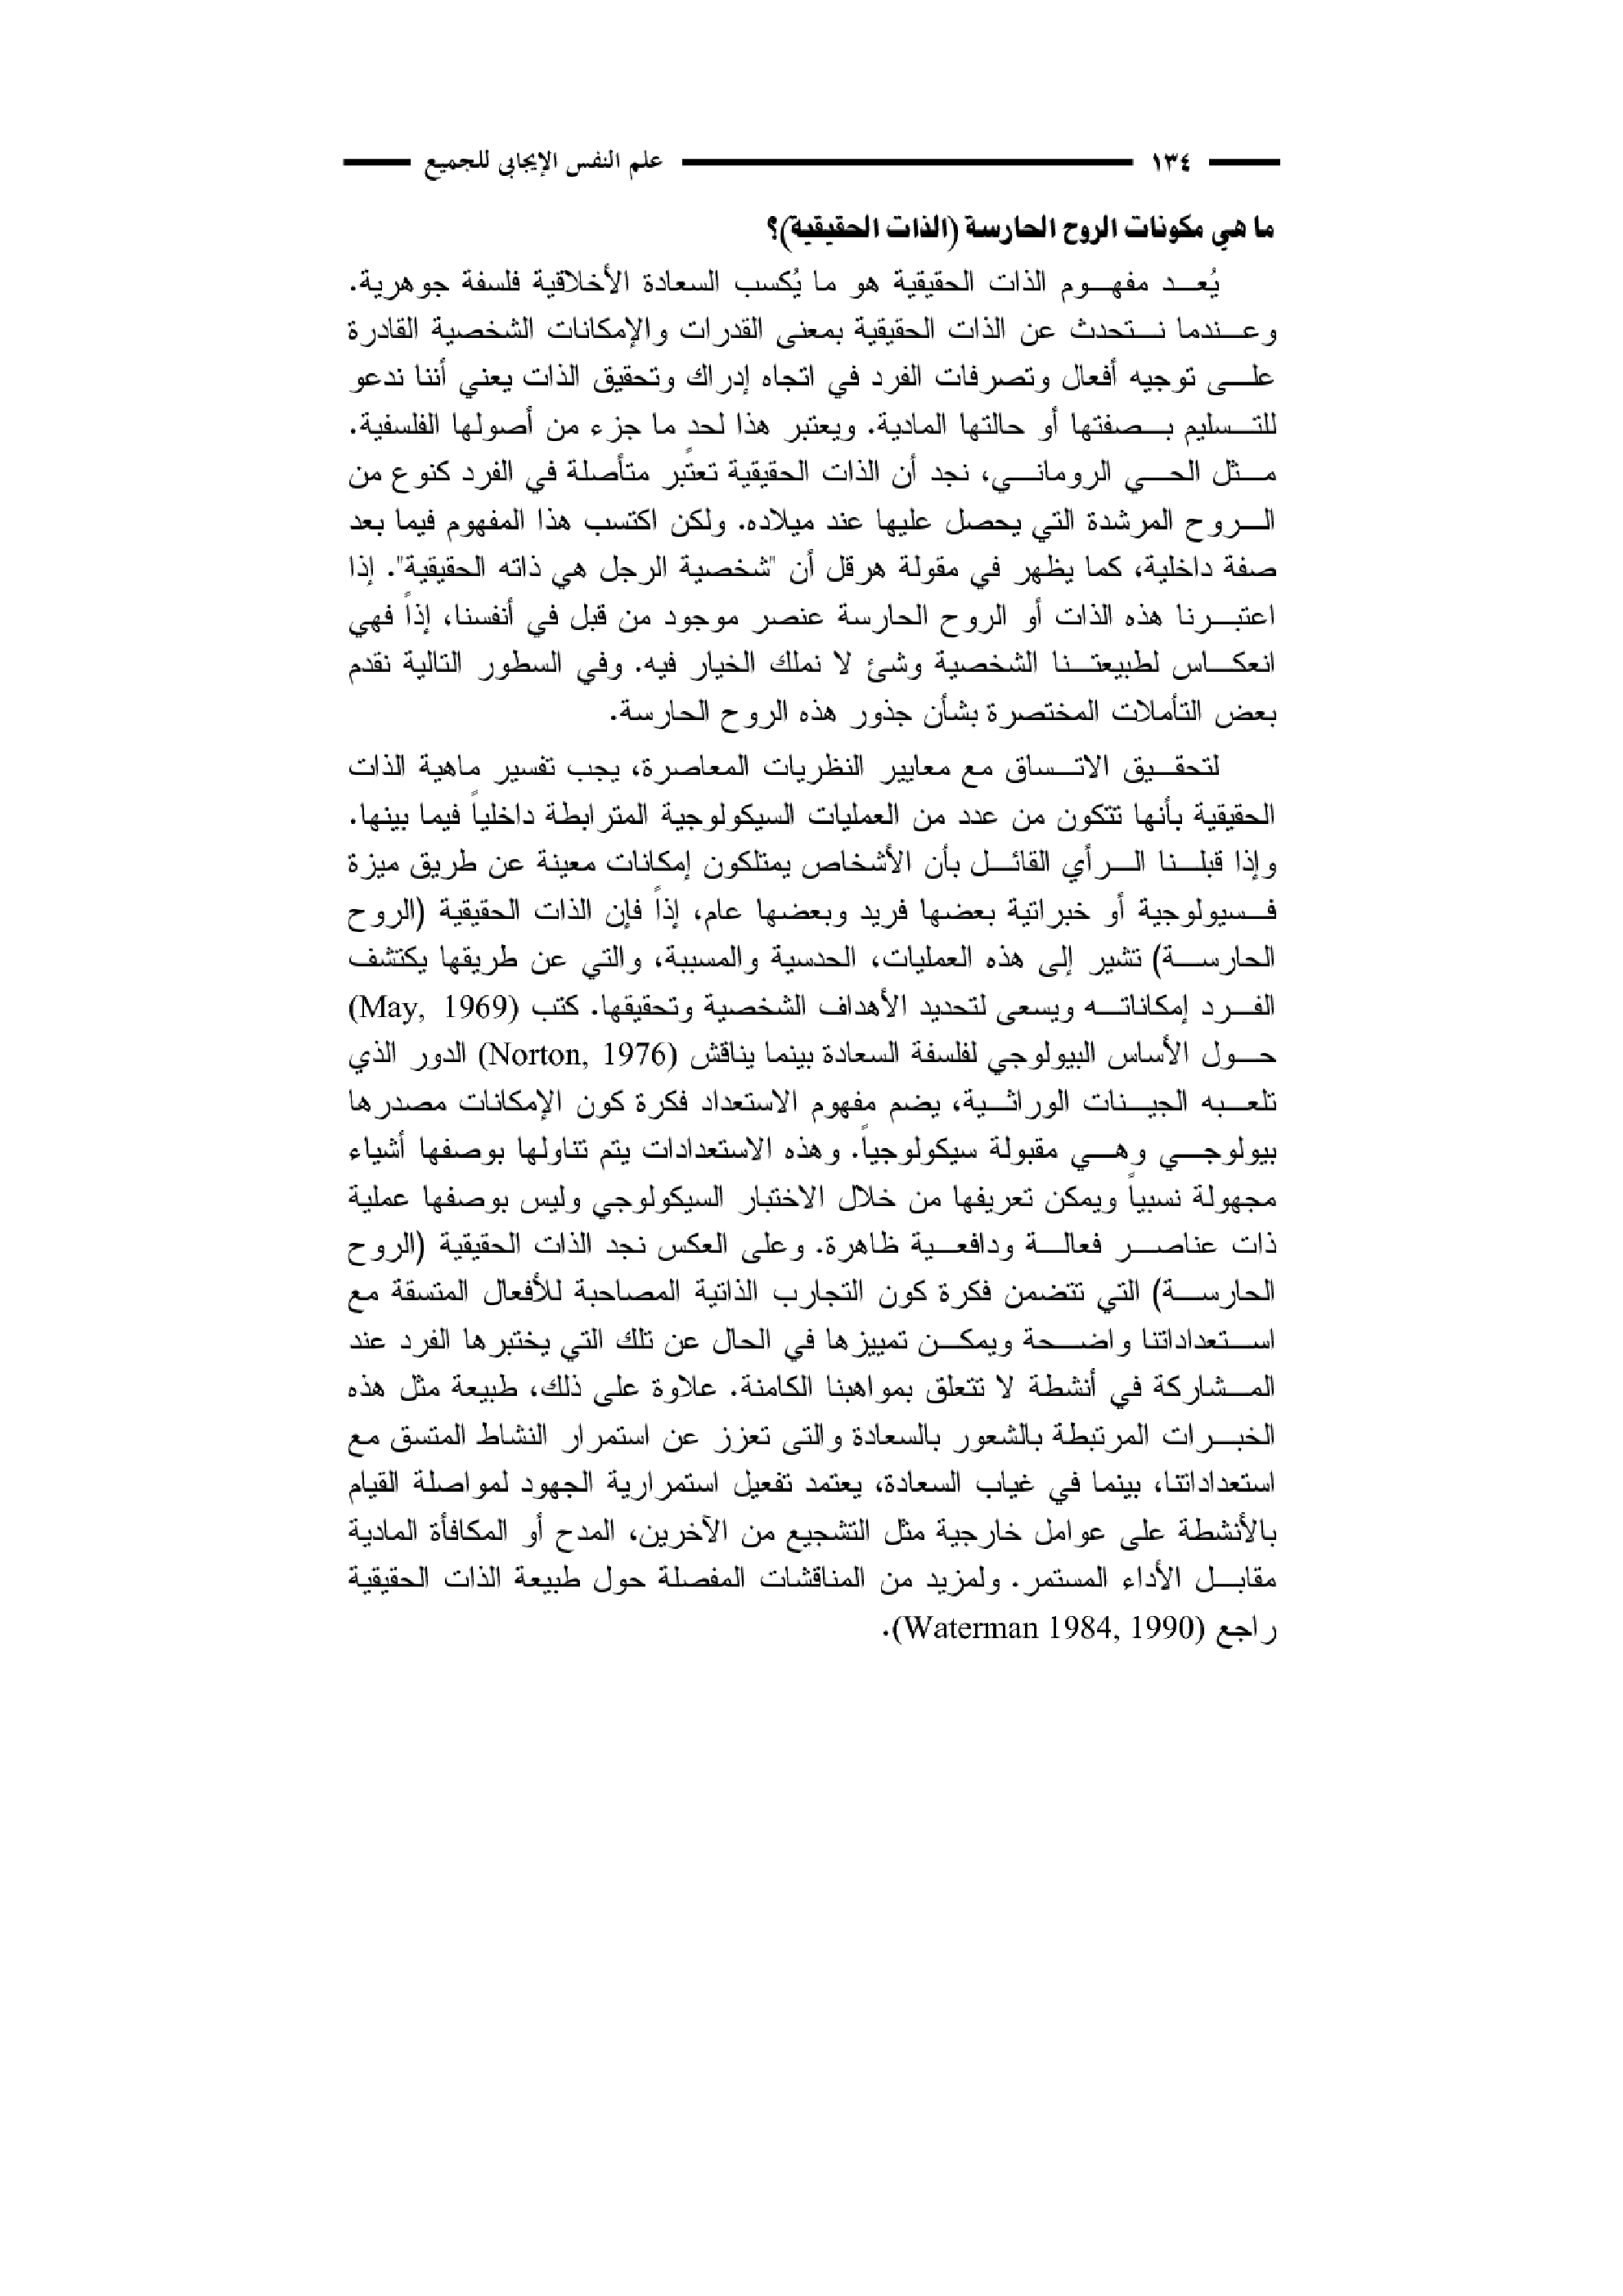 ١٣٤ علم النفس الإيجابي للجميع
ما هي مكونات الروح الحارسة (الذات الحقيقية)؟
يُعد مفهوم الذات الحقيقية هو ما يُكسب السعادة الأخلاقية فلسفة جوهرية.
وعندما نتحدث عن الذات الحقيقية بمعنى القدرات والإمكانات الشخصية القادرة
على توجيه أفعال وتصرفات الفرد في اتجاه إدراك وتحقيق الذات يعني أننا ندعو
للتسليم بصفتها أو حالتها المادية. ويعتبر هذا لحدٍ ما جزء من أصولها الفلسفية.
مثل الحي الروماني، نجد أن الذات الحقيقية تعتبر متأصلة في الفرد كنوع من
الروح المرشدة التي يحصل عليها عند ميلاده. ولكن اكتسب هذا المفهوم فيما بعد
صفة داخلية، كما يظهر في مقولة هرقل أن "شخصية الرجل هي ذاته الحقيقية". إذا
اعتبرنا هذه الذات أو الروح الحارسة عنصر موجود من قبل في أنفسنا، إذاً فهي
انعكاس لطبيعتنا الشخصية وشئ لا نملك الخيار فيه. وفي السطور التالية نقدم
بعض التأملات المختصرة بشأن جذور هذه الروح الحارسة.
لتحقيق الاتساق مع معايير النظريات المعاصرة، يجب تفسير ماهية الذات
الحقيقية بأنها تتكون من عدد من العمليات السيكولوجية المترابطة داخلياً فيما بينها.
وإذا قبلنا الرأي القائل بأن الأشخاص يمتلكون إمكانات معينة عن طريق ميزة
فسيولوجية أو خبراتية بعضها فريد وبعضها عام، إذاً فإن الذات الحقيقية (الروح
الحارسة) تشير إلى هذه العمليات، الحدسية والمسببة، والتي عن طريقها يكتشف
الفرد إمكاناته ويسعى لتحديد الأهداف الشخصية وتحقيقها. كتب (May, 1969)
حول الأساس البيولوجي لفلسفة السعادة بينما يناقش (Norton, 1976) الدور الذي
تلعبه الجينات الوراثية، يضم مفهوم الاستعداد فكرة كون الإمكانات مصدرها
بيولوجي وهي مقبولة سيكولوجياً. وهذه الاستعدادات يتم تناولها بوصفها أشياء
مجهولة نسبياً ويمكن تعريفها من خلال الاختبار السيكولوجي وليس بوصفها عملية
ذات عناصر فعالة ودافعية ظاهرة. وعلى العكس نجد الذات الحقيقية (الروح
الحارسة) التي تتضمن فكرة كون التجارب الذاتية المصاحبة للأفعال المتسقة مع
استعداداتنا واضحة ويمكن تمييزها في الحال عن تلك التي يختبرها الفرد عند
المشاركة في أنشطة لا تتعلق بمواهبنا الكامنة. علاوة على ذلك، طبيعة مثل هذه
الخبرات المرتبطة بالشعور بالسعادة والتى تعزز عن استمرار النشاط المتسق مع
استعداداتنا، بينما في غياب السعادة، يعتمد تفعيل استمرارية الجهود لمواصلة القيام
بالأنشطة على عوامل خارجية مثل التشجيع من الآخرين، المدح أو المكافأة المادية
مقابل الأداء المستمر. ولمزيد من المناقشات المفصلة حول طبيعة الذات الحقيقية
راجع (Waterman 1984, 1990).